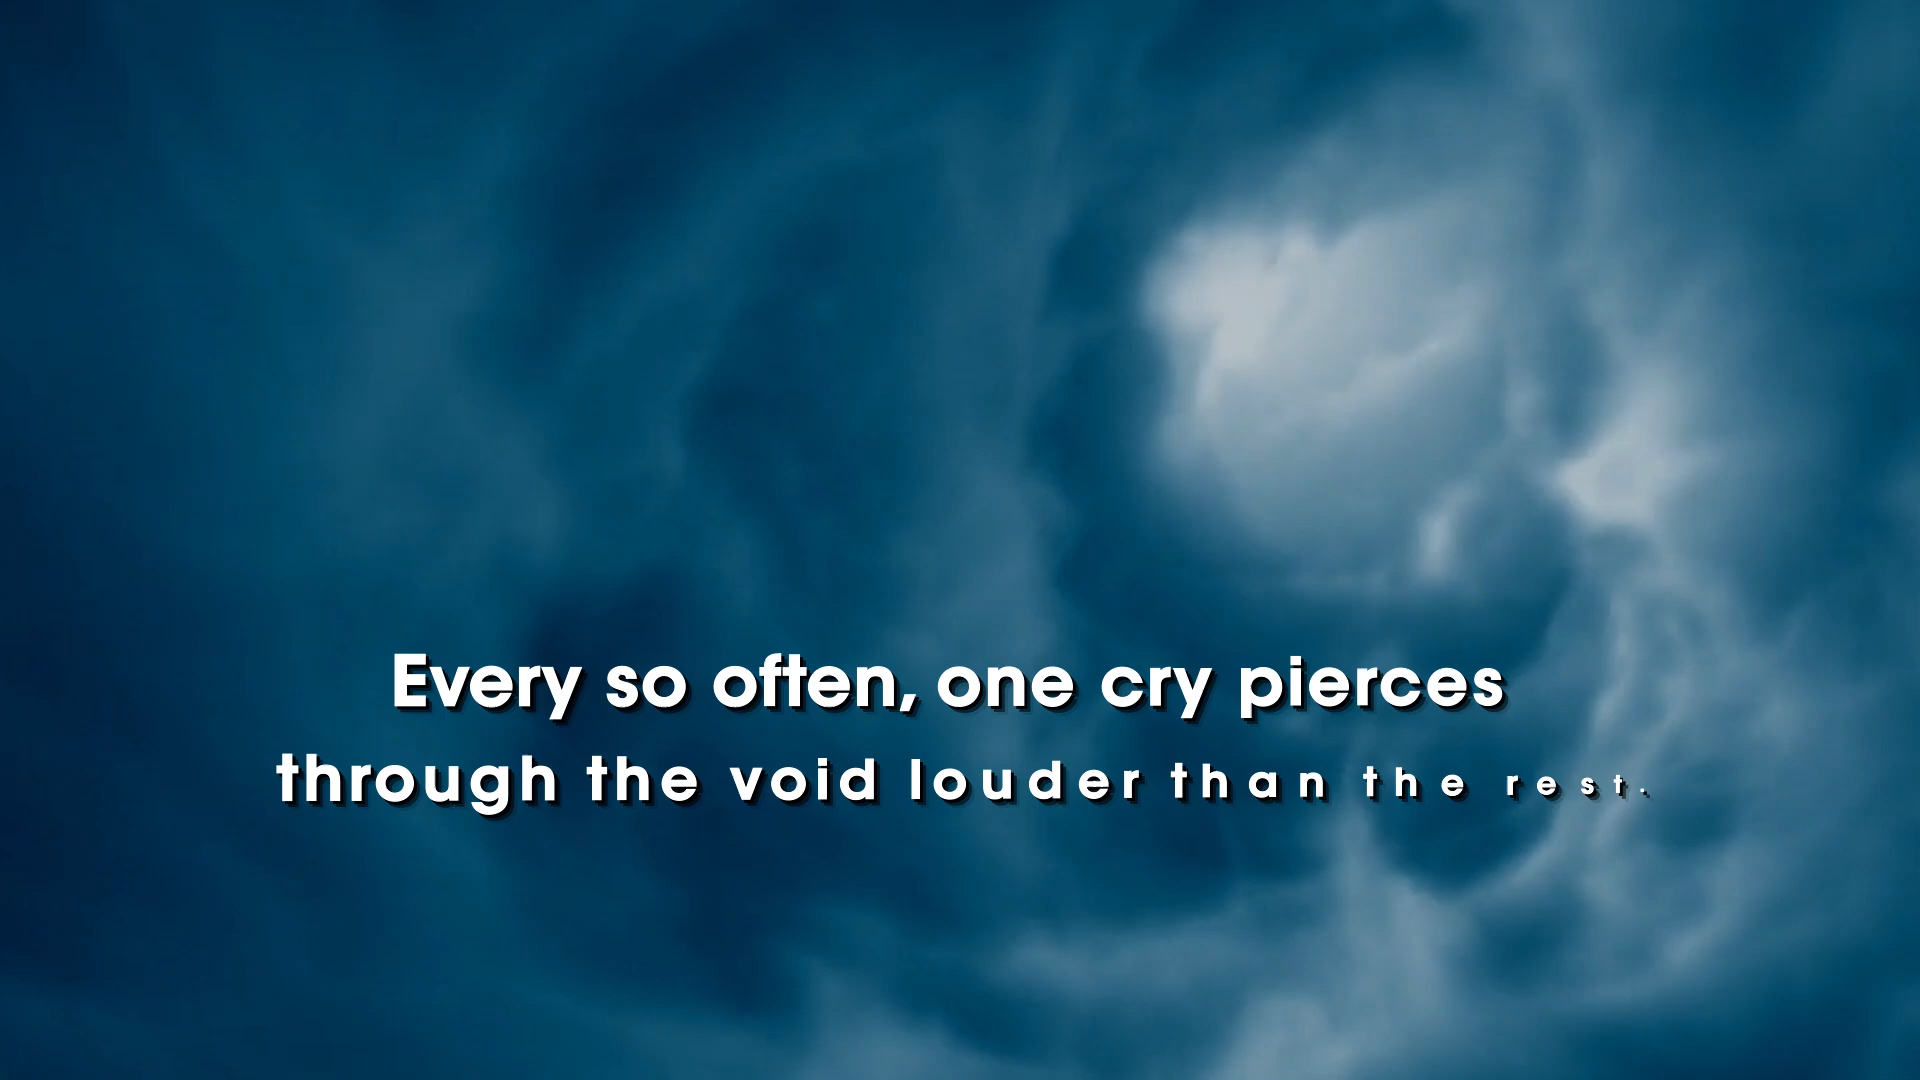 Every so often, one cry pierces
through the void louder than the rest.